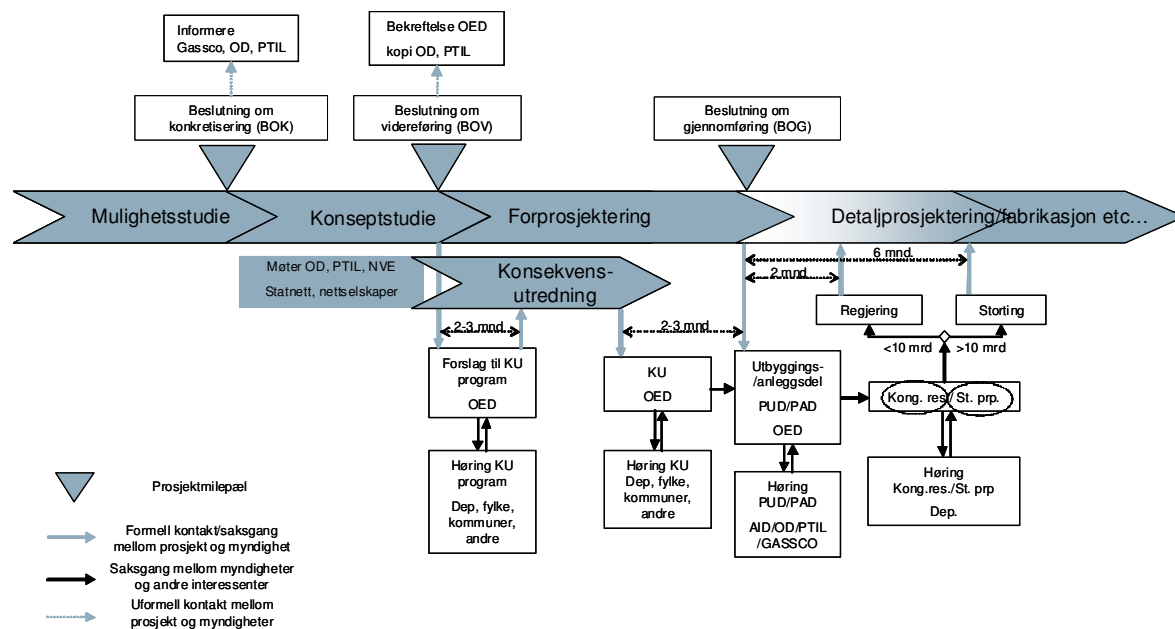 Informere
Gassco, OD, PTIL
Bekreftelse OED
kopi OD, PTIL
Beslutning om
konkretisering (BOK)
Beslutning om
videreføring (BOV)
Beslutning om
gjennomføring (BOG)
Mulighetsstudie
Konseptstudie
Forprosjektering
Detaljprosjektering/fabrikasjon etc…
Møter OD, PTIL, NVE
Statnett, nettselskaper
Konsekvens-
utredning
6 mnd.
2 mnd
Regjering
Storting
2-3 mnd
2-3 mnd
<10 mrd
>10 mrd
Forslag til KU
program
OED
KU
OED
Utbyggings-
/anleggsdel
PUD/PAD
OED
Kong. res/ St. prp.
Høring KU
program
Dep, fylke,
kommuner,
andre
Høring KU
Dep, fylke,
kommuner,
andre
Høring
PUD/PAD
AID/OD/PTIL
/GASSCO
Høring
Kong.res./St. prp
Dep.
Prosjektmilepæl
Formell kontakt/saksgang
mellom prosjekt og myndighet
Saksgang mellom myndigheter
og andre interessenter
Uformell kontakt mellom
prosjekt og myndigheter